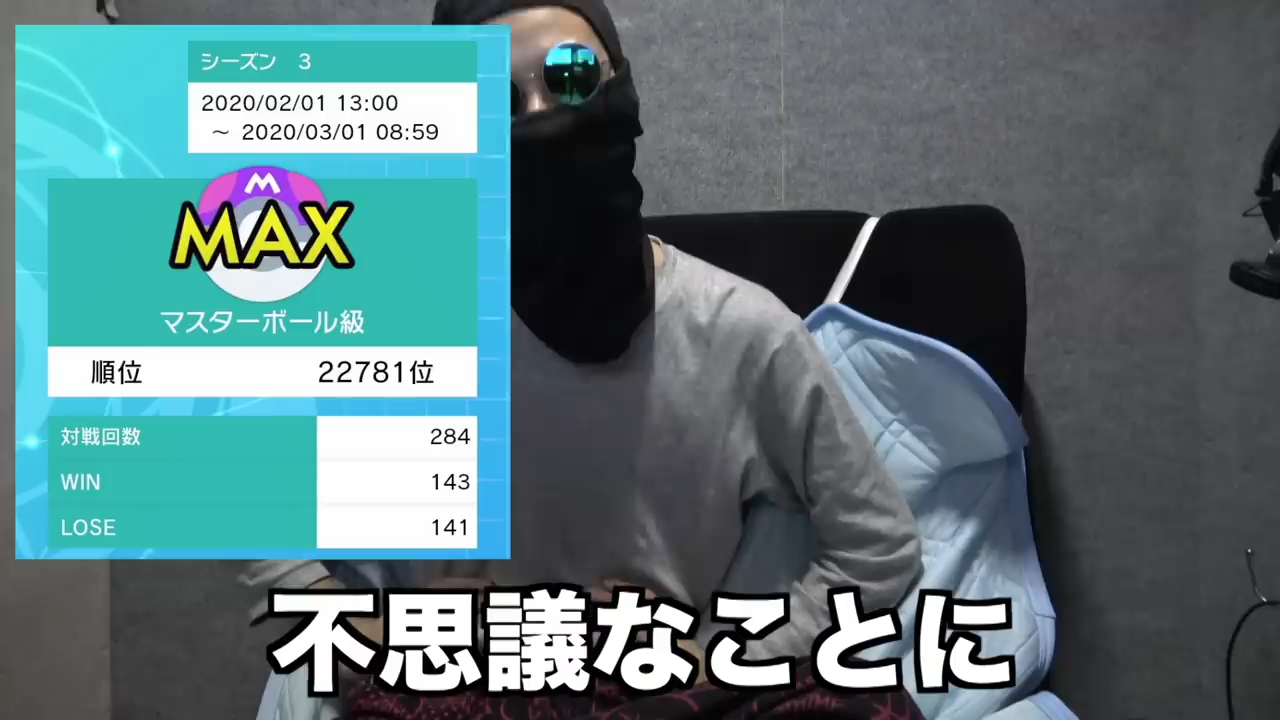 シーズン 3
2020/02/01 13:00
～ 2020/03/01 08:59
M
MAX
マスターボール級
順位 22781位
対戦回数 284
WIN 143
LOSE 141
不思議なことに